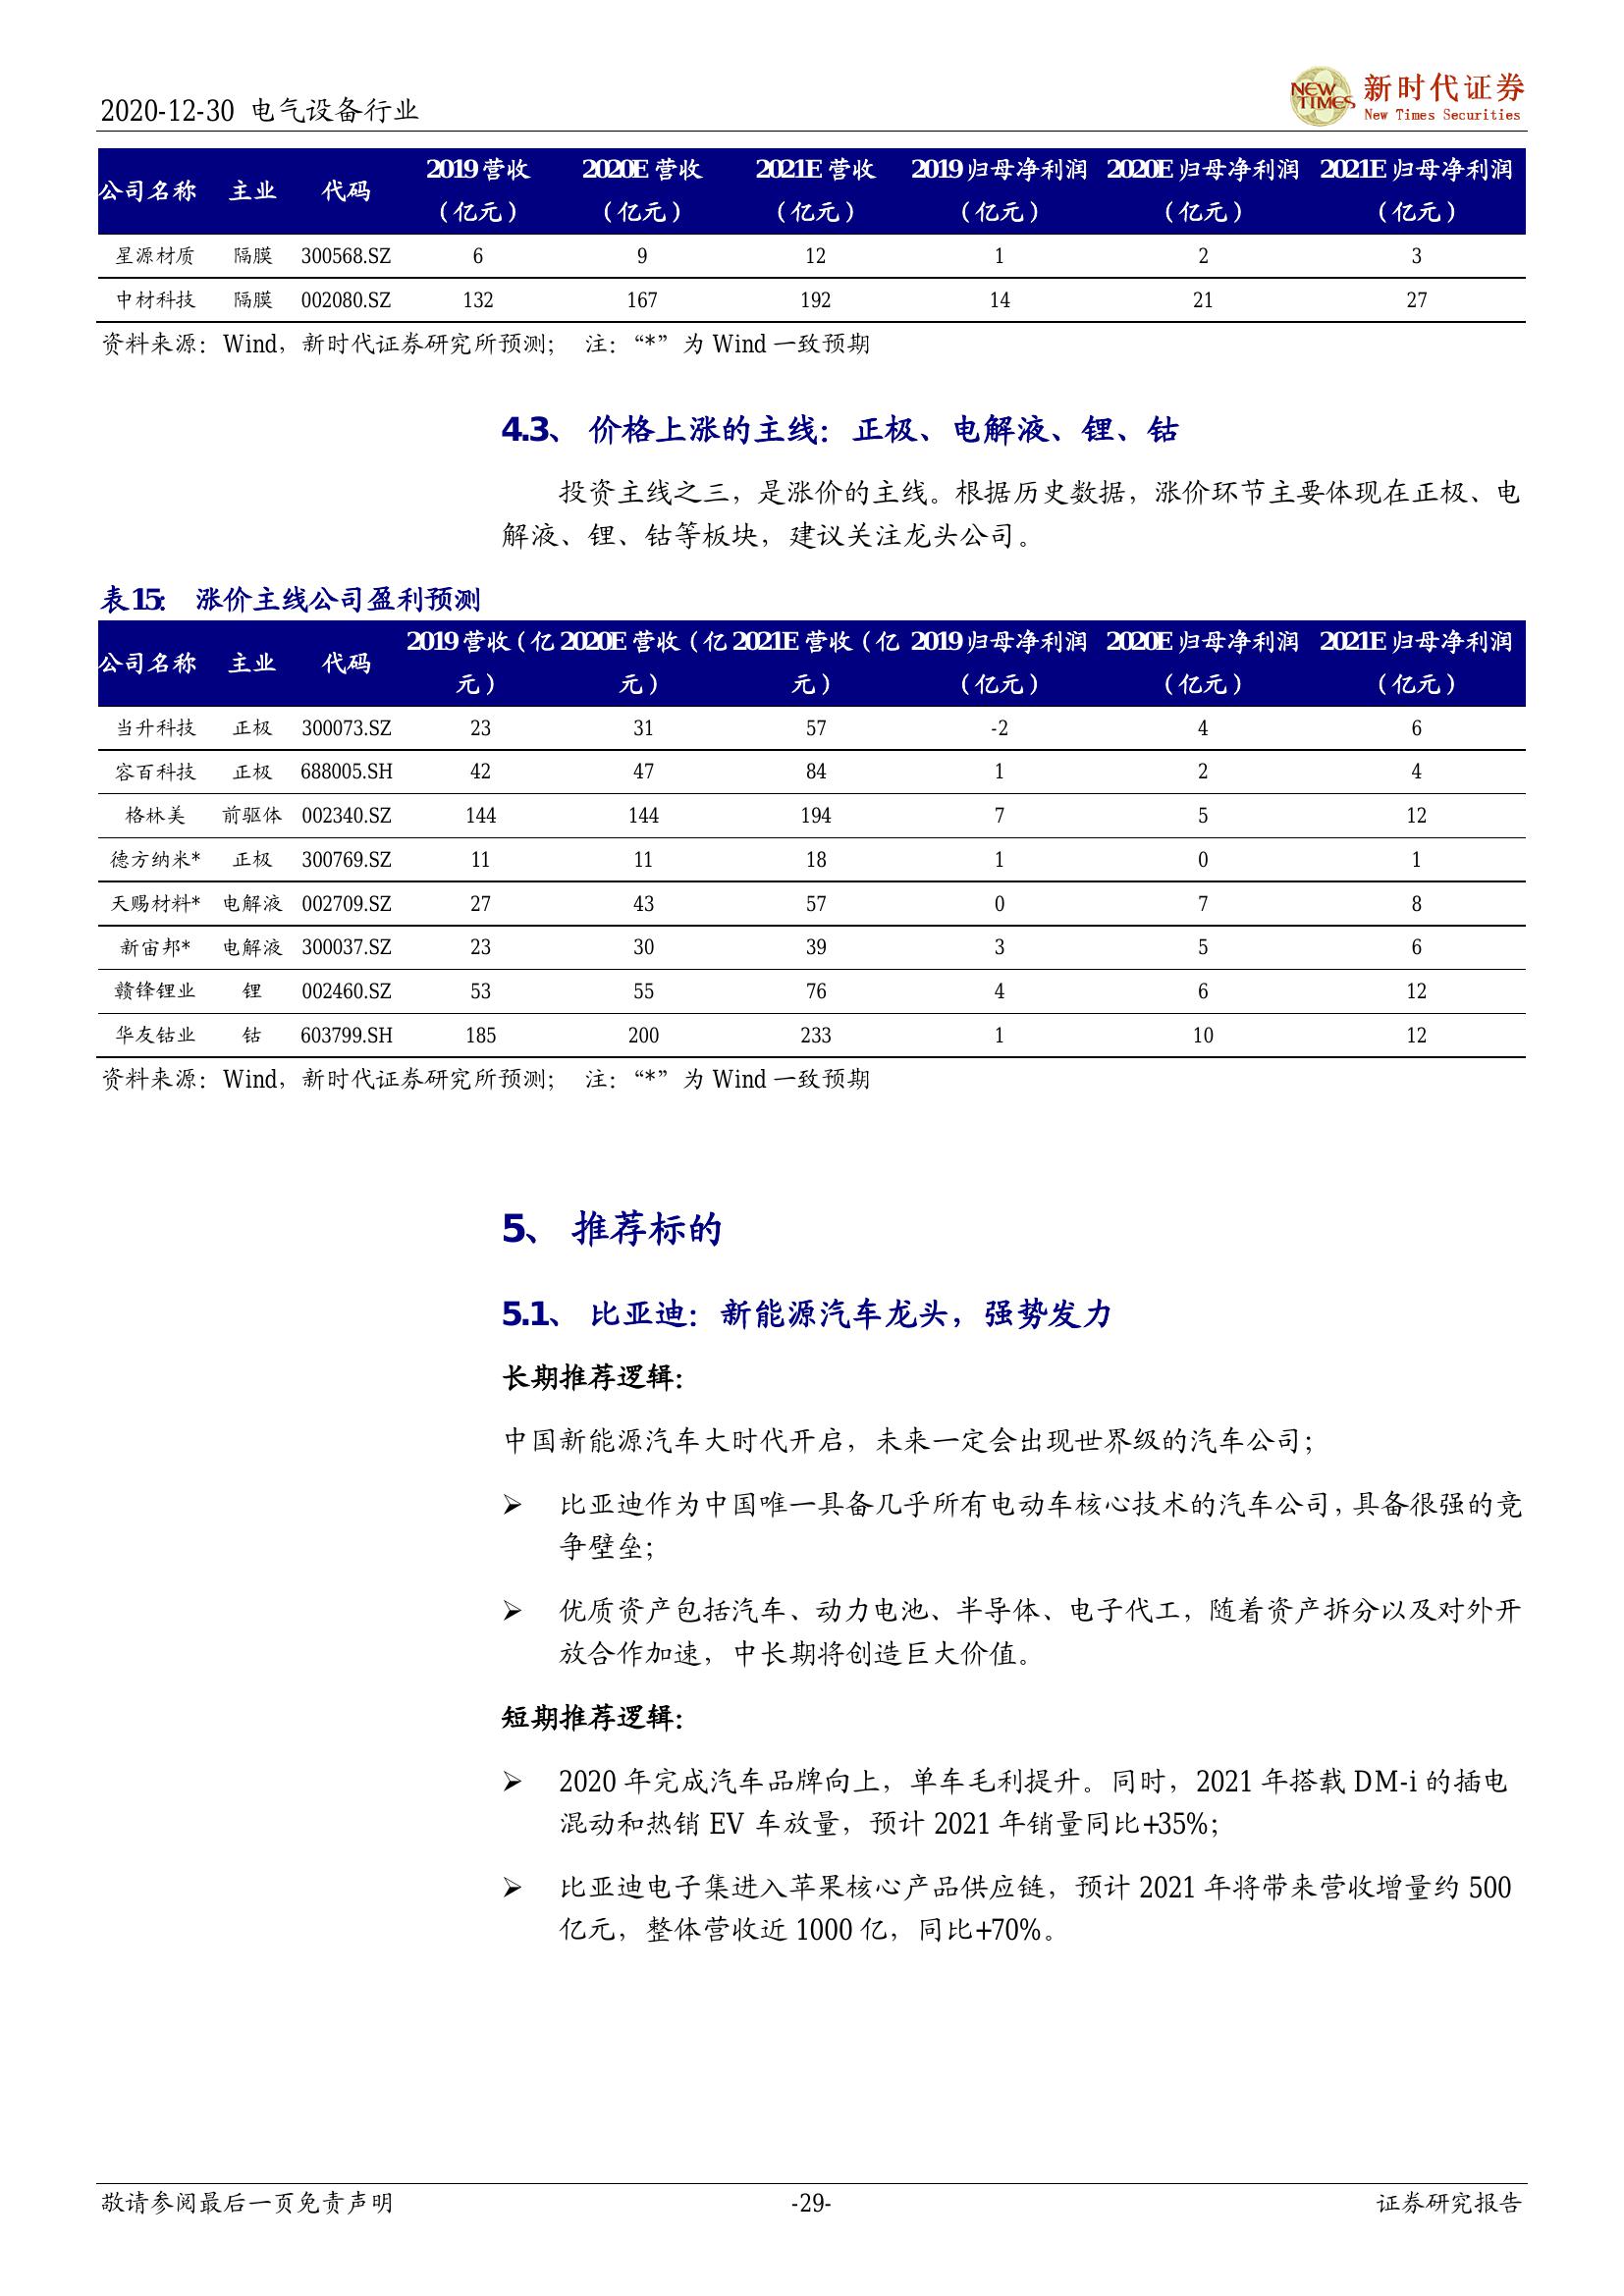 2020-12-30 电气设备行业
NEW TIMES 新时代证券
New Times Securities
公司名称 主业 代码 2019 营收（亿元） 2020E 营收（亿元） 2021E 营收（亿元） 2019 归母净利润（亿元） 2020E 归母净利润（亿元） 2021E 归母净利润（亿元）
星源材质 隔膜 300568.SZ 6 9 12 1 2 3
中材科技 隔膜 002080.SZ 132 167 192 14 21 27
资料来源：Wind，新时代证券研究所预测； 注：“*”为 Wind 一致预期
4.3、 价格上涨的主线：正极、电解液、锂、钴
投资主线之三，是涨价的主线。根据历史数据，涨价环节主要体现在正极、电
解液、锂、钴等板块，建议关注龙头公司。
表15： 涨价主线公司盈利预测
公司名称 主业 代码 2019 营收（亿元） 2020E 营收（亿元） 2021E 营收（亿元） 2019 归母净利润（亿元） 2020E 归母净利润（亿元） 2021E 归母净利润（亿元）
当升科技 正极 300073.SZ 23 31 57 -2 4 6
容百科技 正极 688005.SH 42 47 84 1 2 4
格林美 前驱体 002340.SZ 144 144 194 7 5 12
德方纳米* 正极 300769.SZ 11 11 18 1 0 1
天赐材料* 电解液 002709.SZ 27 43 57 0 7 8
新宙邦* 电解液 300037.SZ 23 30 39 3 5 6
赣锋锂业 锂 002460.SZ 53 55 76 4 6 12
华友钴业 钴 603799.SH 185 200 233 1 10 12
资料来源：Wind，新时代证券研究所预测； 注：“*”为 Wind 一致预期
5、 推荐标的
5.1、 比亚迪：新能源汽车龙头，强势发力
长期推荐逻辑：
中国新能源汽车大时代开启，未来一定会出现世界级的汽车公司；
➢ 比亚迪作为中国唯一具备几乎所有电动车核心技术的汽车公司，具备很强的竞
争壁垒；
➢ 优质资产包括汽车、动力电池、半导体、电子代工，随着资产拆分以及对外开
放合作加速，中长期将创造巨大价值。
短期推荐逻辑：
➢ 2020 年完成汽车品牌向上，单车毛利提升。同时，2021 年搭载 DM-i 的插电
混动和热销 EV 车放量，预计 2021 年销量同比+35%；
➢ 比亚迪电子集进入苹果核心产品供应链，预计 2021 年将带来营收增量约 500
亿元，整体营收近 1000 亿，同比+70%。
敬请参阅最后一页免责声明 -29- 证券研究报告